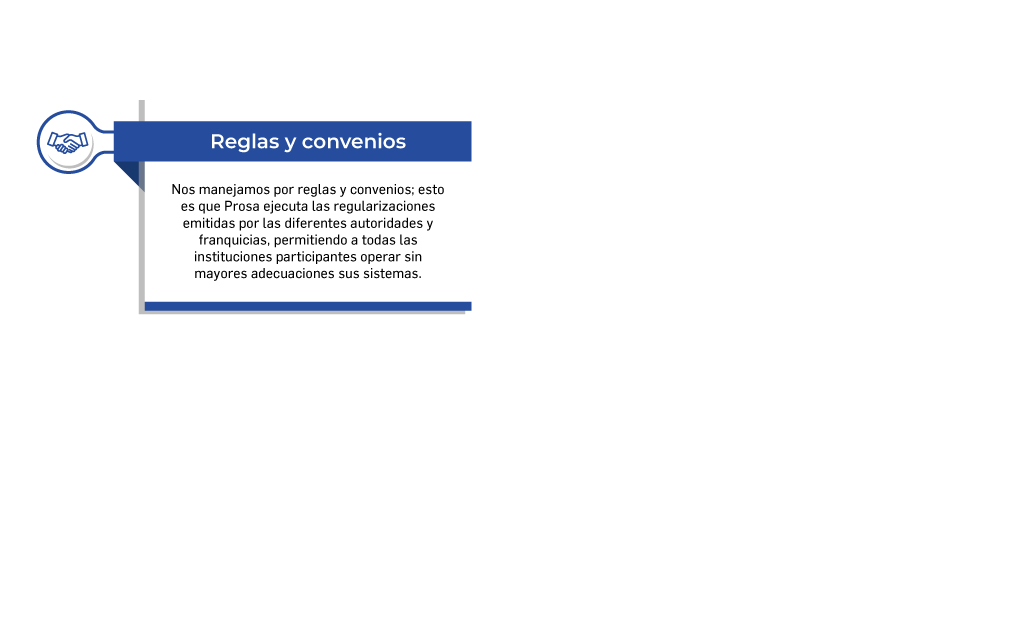 Reglas y convenios
Nos manejamos por reglas y convenios; esto
es que Prosa ejecuta las regularizaciones
emitidas por las diferentes autoridades y
franquicias, permitiendo a todas las
instituciones participantes operar sin
mayores adecuaciones sus sistemas.